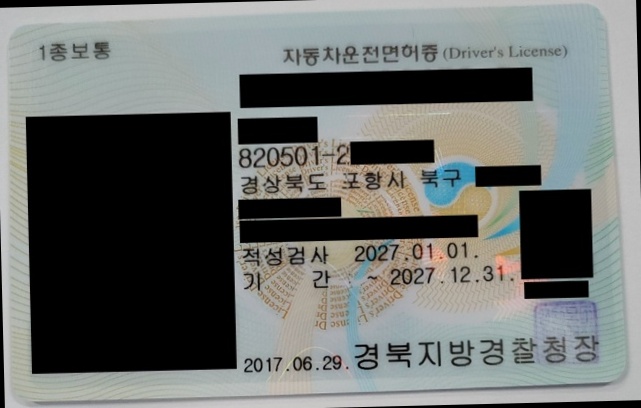 1종보통
자동차운전면허증 (Driver's License)
820501-2
경상북도 포항시 북구
적성검사 2027.01.01.
기 간 ~ 2027.12.31.
2017.06.29. 경북지방경찰청장